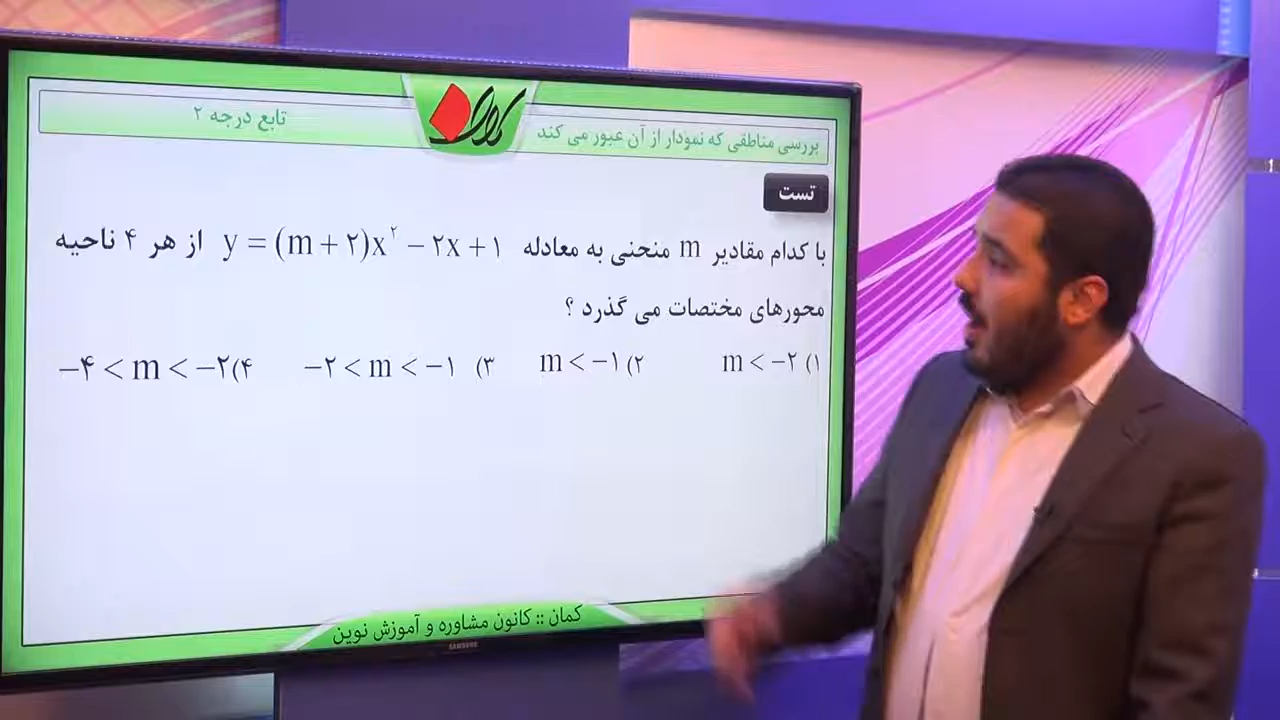 بررسی مناطقی که نمودار از آن عبور می کند
تابع درجه ۲
تست
با کدام مقادیر m منحنی به معادله y = (m + ۲)x² − ۲x + ۱ از هر ۴ ناحیه
محورهای مختصات می گذرد ؟
۱) m < −۲ ۲) m < −۱ ۳) −۲ < m < −۱ ۴) −۴ < m < −۲
کمان :: کانون مشاوره و آموزش نوین
SAMSUNG